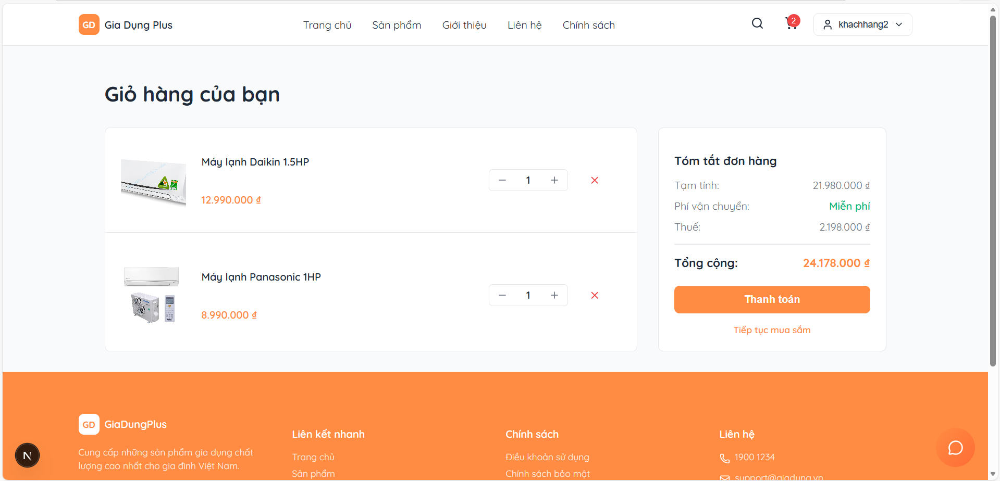 GD Gia Dụng Plus Trang chủ Sản phẩm Giới thiệu Liên hệ Chính sách 2 khachhang2
Giỏ hàng của bạn
Máy lạnh Daikin 1.5HP
12.990.000 ₫
1
Máy lạnh Panasonic 1HP
8.990.000 ₫
1
Tóm tắt đơn hàng
Tạm tính: 21.980.000 ₫
Phí vận chuyển: Miễn phí
Thuế: 2.198.000 ₫
Tổng cộng: 24.178.000 ₫
Thanh toán
Tiếp tục mua sắm
GD GiaDungPlus
Cung cấp những sản phẩm gia dụng chất
lượng cao nhất cho gia đình Việt Nam.
Liên kết nhanh
Trang chủ
Sản phẩm
Chính sách
Điều khoản sử dụng
Chính sách bảo mật
Liên hệ
1900 1234
support@giadung.vn
N